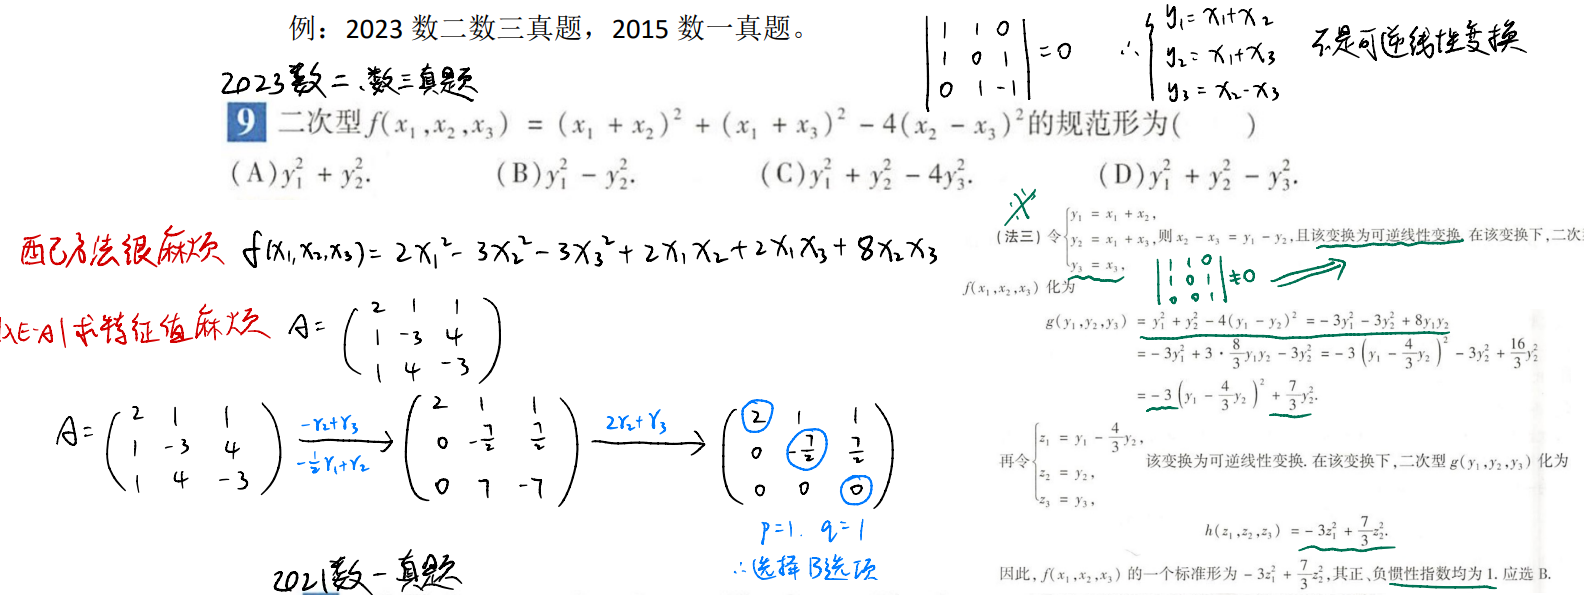 例：2023 数二数三真题，2015 数一真题。
2023数二、数三真题
| 1 1 0 |
| 1 0 1 | = 0
| 0 1 -1 |
∴ { y₁ = x₁+x₂
y₂ = x₁+x₃
y₃ = x₂-x₃
不是可逆线性变换
9 二次型 f(x₁,x₂,x₃) = (x₁ + x₂)² + (x₁ + x₃)² - 4(x₂ - x₃)²的规范形为( )
(A)y₁² + y₂². (B)y₁² - y₂². (C)y₁² + y₂² - 4y₃². (D)y₁² + y₂² - y₃².
配方法很麻烦 f(x₁,x₂,x₃) = 2x₁² - 3x₂² - 3x₃² + 2x₁x₂ + 2x₁x₃ + 8x₂x₃
|λE-A|求特征值麻烦 A = ( 2 1 1
1 -3 4
1 4 -3 )
A = ( 2 1 1
1 -3 4
1 4 -3 )
-r₂+r₃
-1/2 r₁+r₂
( 2 1 1
0 -7/2 7/2
0 7 -7 )
2r₂+r₃
( 2 1 1
0 -7/2 7/2
0 0 0 )
p=1. q=1
∴选择B选项
2021数一真题
※
(法三) 令 { y₁ = x₁ + x₂,
y₂ = x₁ + x₃, 则 x₂ - x₃ = y₁ - y₂,且该变换为可逆线性变换. 在该变换下,二次
y₃ = x₃,
| 1 1 0 |
| 1 0 1 | ≠0
| 0 0 1 |
f(x₁,x₂,x₃) 化为
g(y₁,y₂,y₃) = y₁² + y₂² - 4(y₁ - y₂)² = - 3y₁² - 3y₂² + 8y₁y₂
= - 3y₁² + 3 · 8/3 y₁y₂ - 3y₂² = - 3 (y₁ - 4/3 y₂)² - 3y₂² + 16/3 y₂²
= - 3 (y₁ - 4/3 y₂)² + 7/3 y₂².
再令 { z₁ = y₁ - 4/3 y₂,
z₂ = y₂, 该变换为可逆线性变换. 在该变换下,二次型 g(y₁,y₂,y₃) 化为
z₃ = y₃,
h(z₁,z₂,z₃) = - 3z₁² + 7/3 z₂².
因此, f(x₁,x₂,x₃) 的一个标准形为 - 3z₁² + 7/3 z₂²,其正、负惯性指数均为 1. 应选 B.